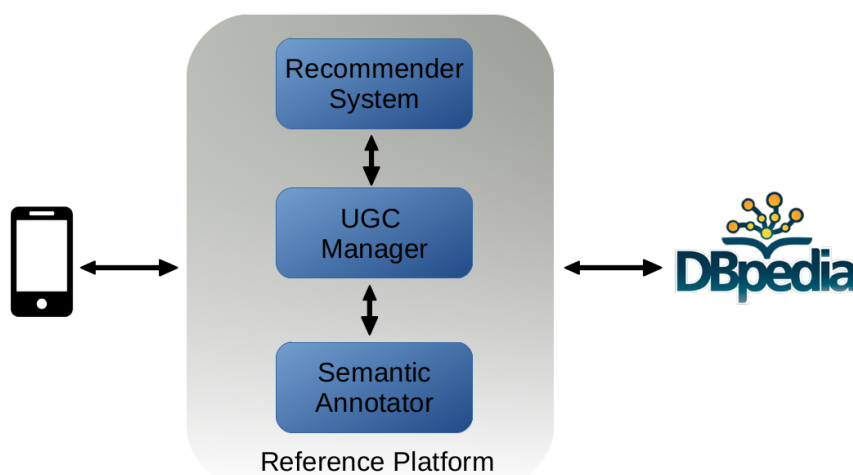 Recommender
System
UGC
Manager
DBpedia
Semantic
Annotator
Reference Platform